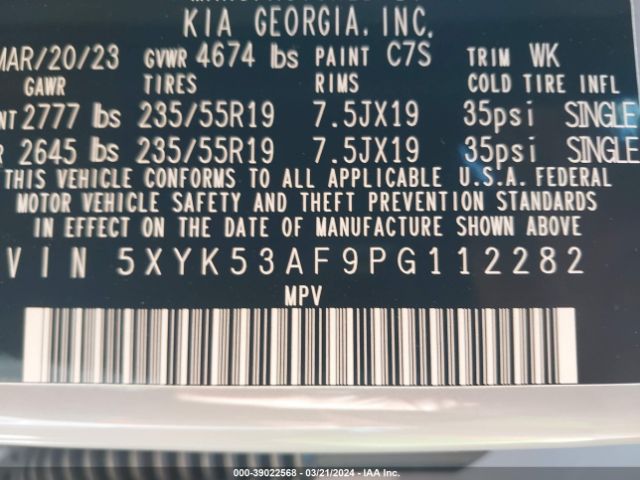 KIA GEORGIA, INC.
MAR/20/23 GVWR 4674 lbs PAINT C7S TRIM WK
GAWR TIRES RIMS COLD TIRE INFL
NT 2777 lbs 235/55R19 7.5JX19 35psi SINGLE
R 2645 lbs 235/55R19 7.5JX19 35psi SINGLE
THIS VEHICLE CONFORMS TO ALL APPLICABLE U.S.A. FEDERAL
MOTOR VEHICLE SAFETY AND THEFT PREVENTION STANDARDS
IN EFFECT ON THE DATE OF MANUFACTURE SHOWN ABOVE
VIN 5XYK53AF9PG112282
MPV
000-39022568 - 03/21/2024 - IAA Inc.